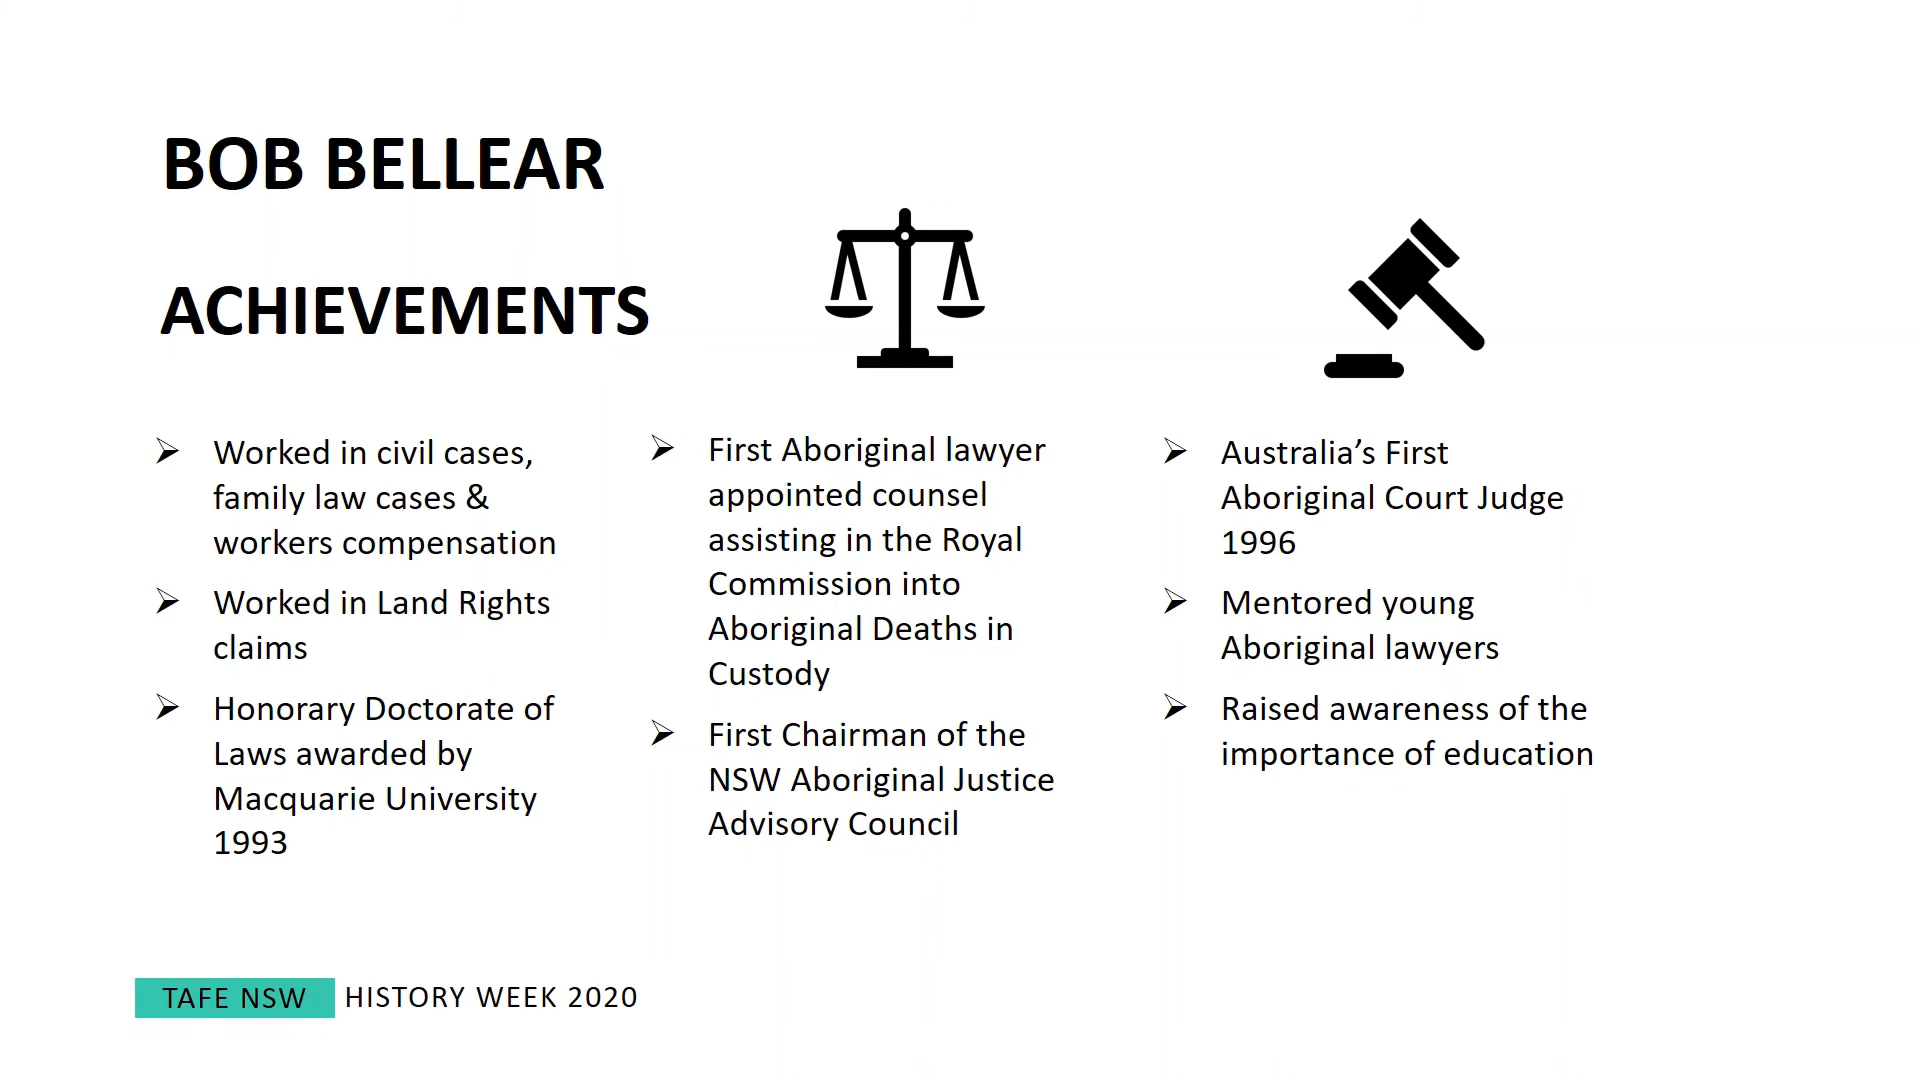 BOB BELLEAR
ACHIEVEMENTS
➢ Worked in civil cases,
family law cases &
workers compensation
➢ Worked in Land Rights
claims
➢ Honorary Doctorate of
Laws awarded by
Macquarie University
1993
➢ First Aboriginal lawyer
appointed counsel
assisting in the Royal
Commission into
Aboriginal Deaths in
Custody
➢ First Chairman of the
NSW Aboriginal Justice
Advisory Council
➢ Australia’s First
Aboriginal Court Judge
1996
➢ Mentored young
Aboriginal lawyers
➢ Raised awareness of the
importance of education
TAFE NSW HISTORY WEEK 2020